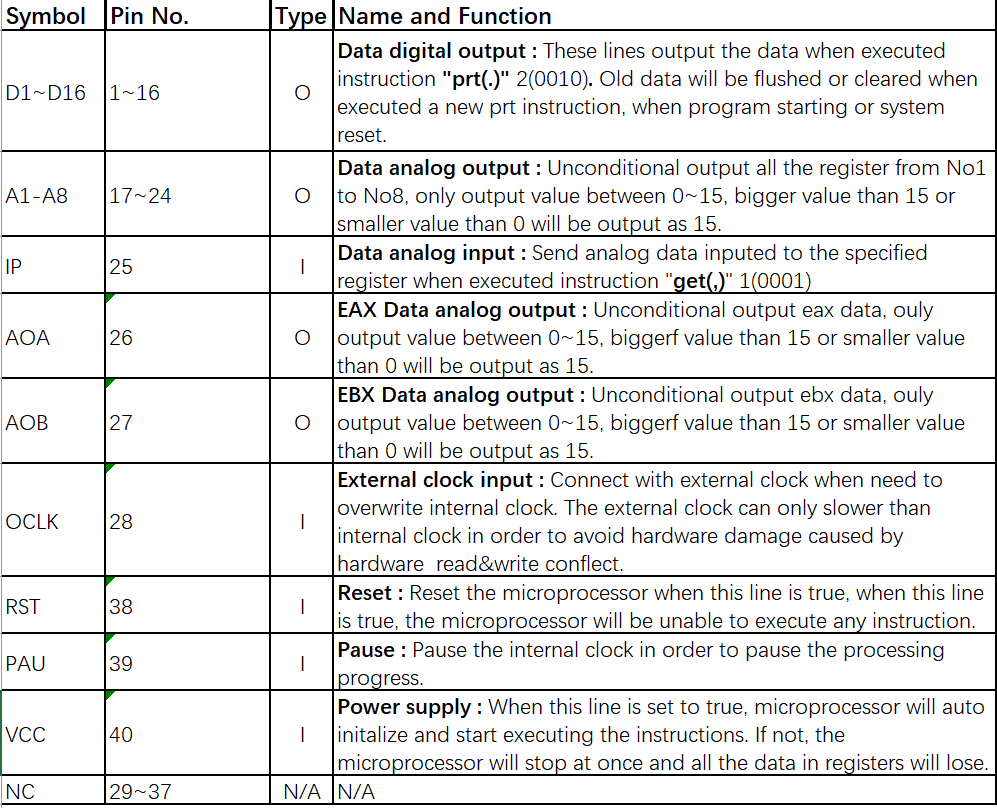 Symbol Pin No. Type Name and Function
D1~D16 1~16 O Data digital output : These lines output the data when executed
instruction "prt(.)" 2(0010). Old data will be flushed or cleared when
executed a new prt instruction, when program starting or system
reset.
A1-A8 17~24 O Data analog output : Unconditional output all the register from No1
to No8, only output value between 0~15, bigger value than 15 or
smaller value than 0 will be output as 15.
IP 25 I Data analog input : Send analog data inputed to the specified
register when executed instruction "get(,)" 1(0001)
AOA 26 O EAX Data analog output : Unconditional output eax data, ouly
output value between 0~15, biggerf value than 15 or smaller value
than 0 will be output as 15.
AOB 27 O EBX Data analog output : Unconditional output ebx data, ouly
output value between 0~15, biggerf value than 15 or smaller value
than 0 will be output as 15.
OCLK 28 I External clock input : Connect with external clock when need to
overwrite internal clock. The external clock can only slower than
internal clock in order to avoid hardware damage caused by
hardware read&write conflect.
RST 38 I Reset : Reset the microprocessor when this line is true, when this line
is true, the microprocessor will be unable to execute any instruction.
PAU 39 I Pause : Pause the internal clock in order to pause the processing
progress.
VCC 40 I Power supply : When this line is set to true, microprocessor will auto
initalize and start executing the instructions. If not, the
microprocessor will stop at once and all the data in registers will lose.
NC 29~37 N/A N/A